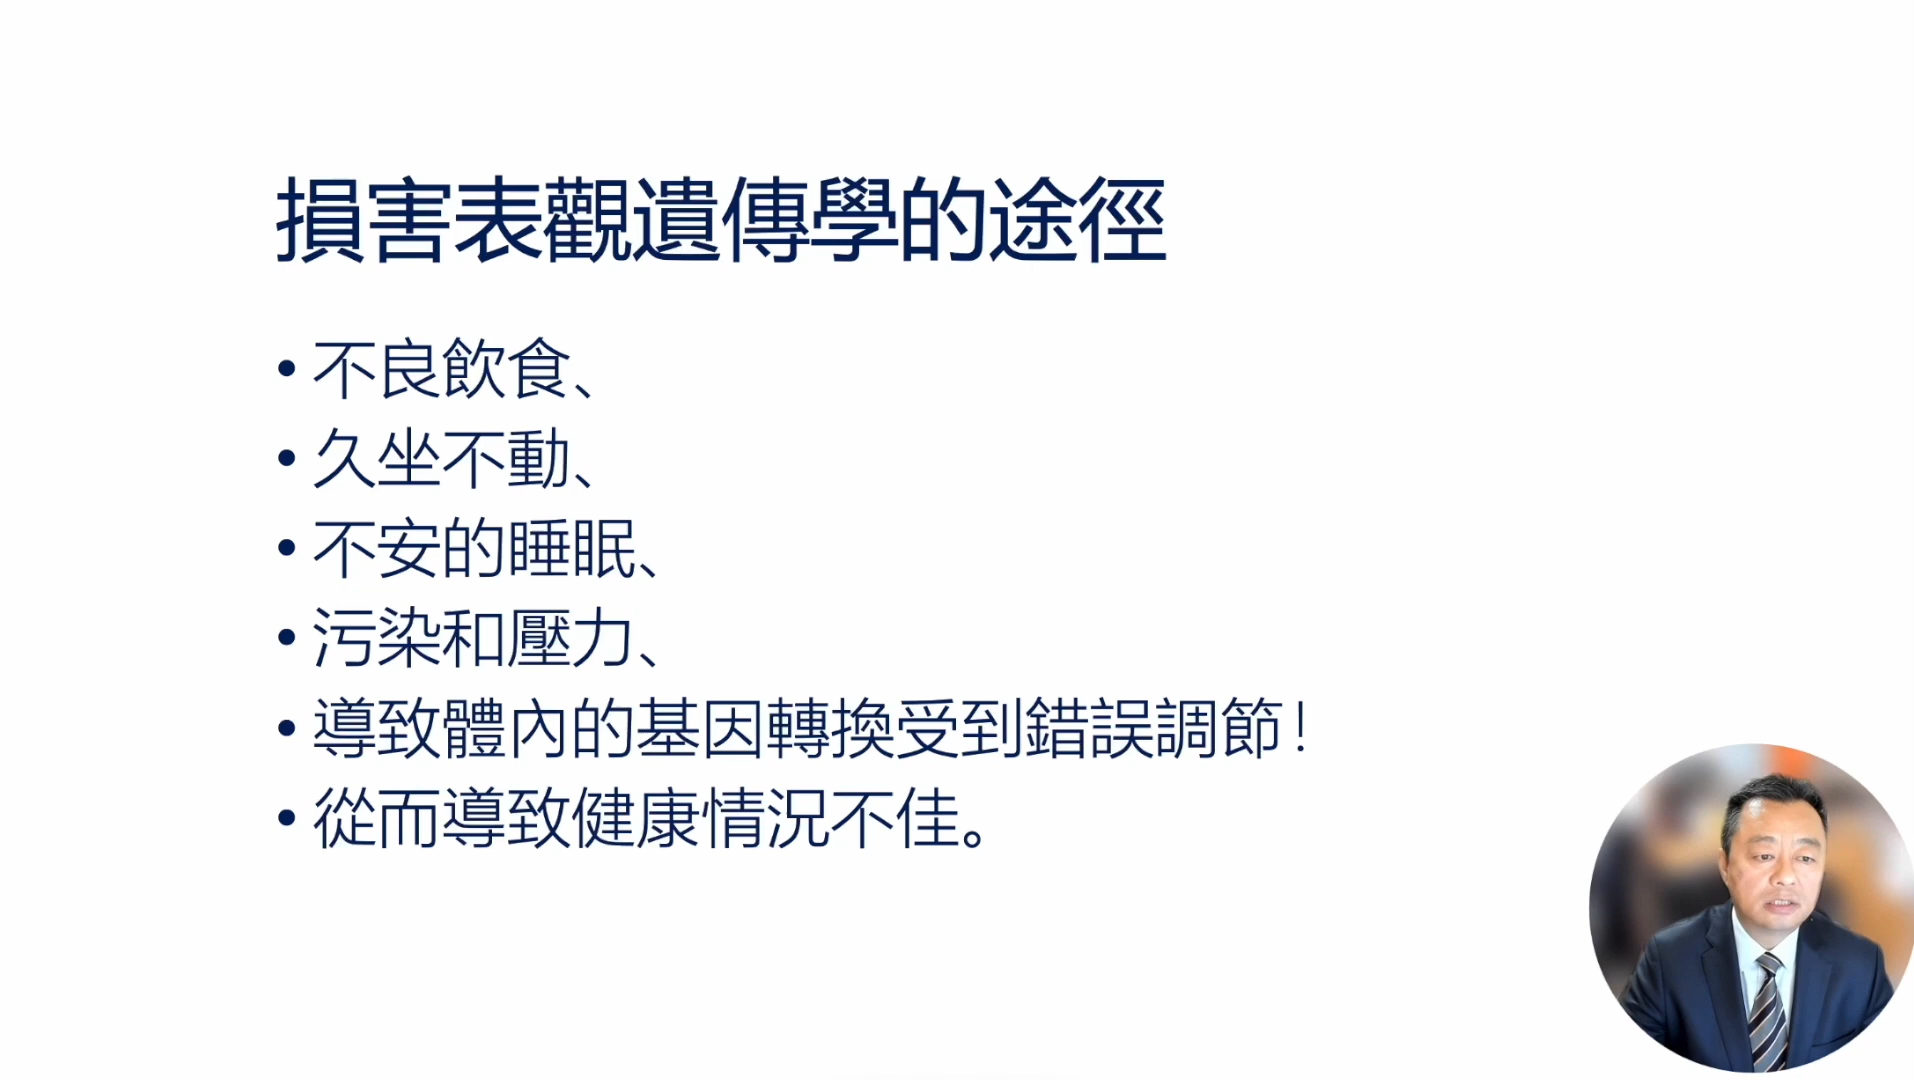 損害表觀遺傳學的途徑
• 不良飲食、
• 久坐不動、
• 不安的睡眠、
• 污染和壓力、
• 導致體內的基因轉換受到錯誤調節！
• 從而導致健康情況不佳。